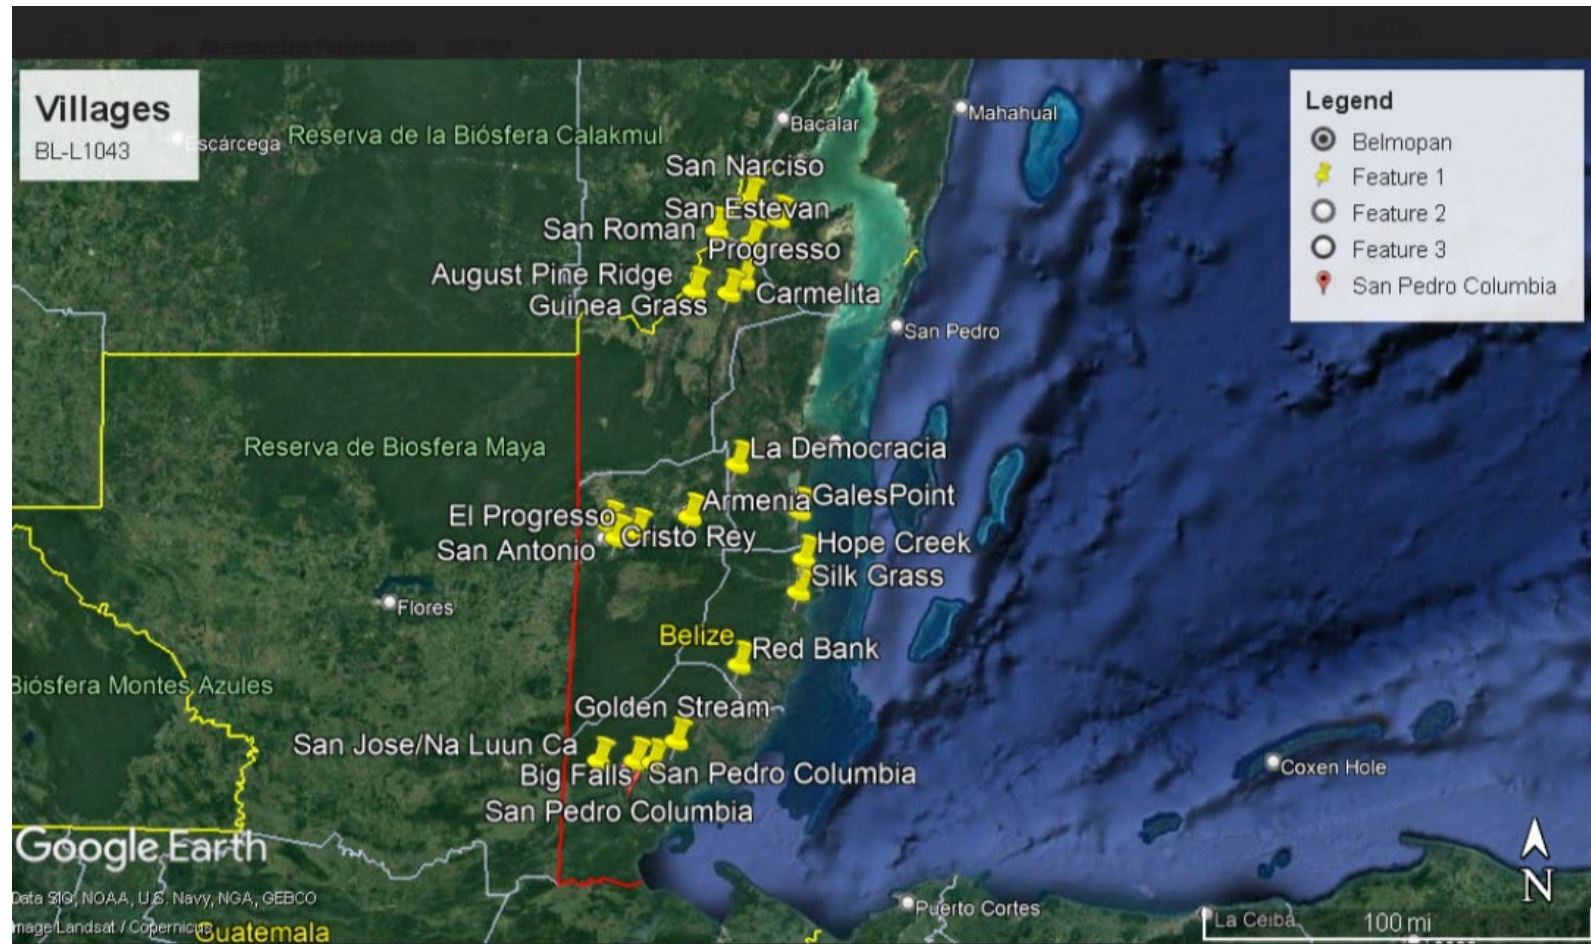 Villages
BL-L1043
Escárcega
Reserva de la Biósfera Calakmul
Bacalar
Mahahual
Legend
Belmopan
Feature 1
Feature 2
Feature 3
San Pedro Columbia
San Narciso
San Estevan
San Roman
Progresso
August Pine Ridge
Guinea Grass
Carmelita
San Pedro
Reserva de Biosfera Maya
La Democracia
Armenia
GalesPoint
El Progresso
Cristo Rey
San Antonio
Hope Creek
Silk Grass
Flores
Belize
Red Bank
Biósfera Montes Azules
Golden Stream
San Jose/Na Luun Ca
Big Falls
San Pedro Columbia
San Pedro Columbia
Coxen Hole
Google Earth
Data SIO, NOAA, U.S. Navy, NGA, GEBCO
Image Landsat / Copernicus
Guatemala
Puerto Cortes
La Ceiba
100 mi
N